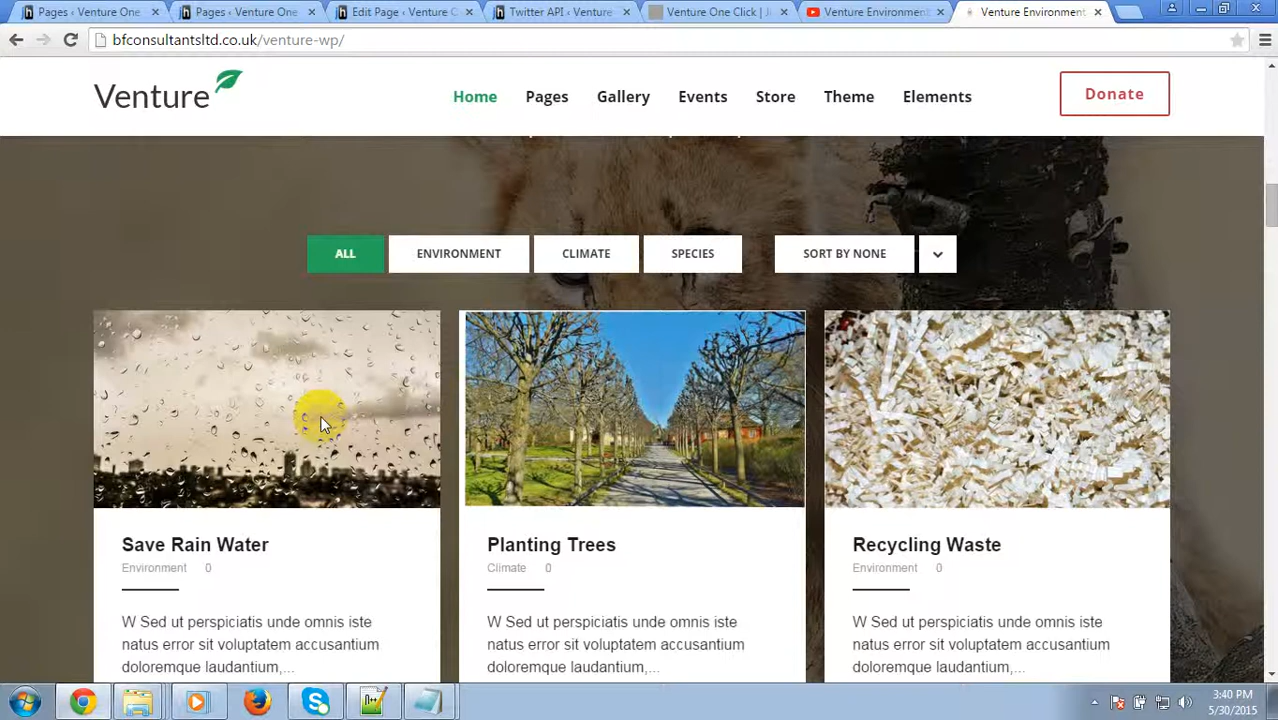 Pages ‹ Venture One
Pages ‹ Venture One
Edit Page ‹ Venture C
Twitter API ‹ Venture
Venture One Click | J
Venture Environment
Venture Environment
bfconsultantsltd.co.uk/venture-wp/
Venture
Home
Pages
Gallery
Events
Store
Theme
Elements
Donate
ALL
ENVIRONMENT
CLIMATE
SPECIES
SORT BY NONE
Save Rain Water
Environment 0
W Sed ut perspiciatis unde omnis iste
natus error sit voluptatem accusantium
doloremque laudantium,...
Planting Trees
Climate 0
W Sed ut perspiciatis unde omnis iste
natus error sit voluptatem accusantium
doloremque laudantium,...
Recycling Waste
Environment 0
W Sed ut perspiciatis unde omnis iste
natus error sit voluptatem accusantium
doloremque laudantium,...
3:40 PM
5/30/2015